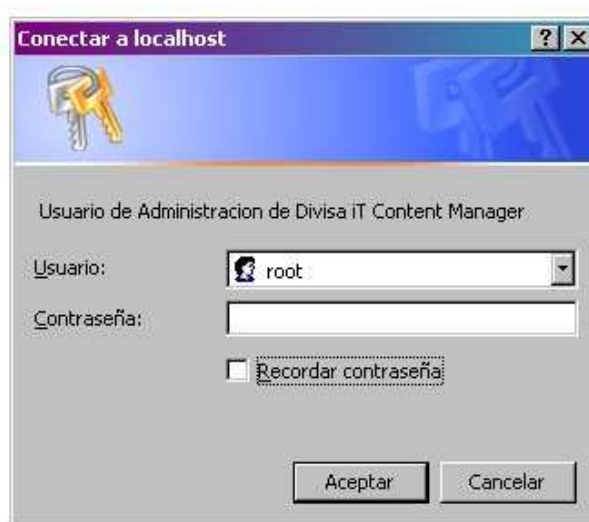 Conectar a localhost
Usuario de Administracion de Divisa iT Content Manager
Usuario:
root
Contraseña:
Recordar contraseña
Aceptar
Cancelar